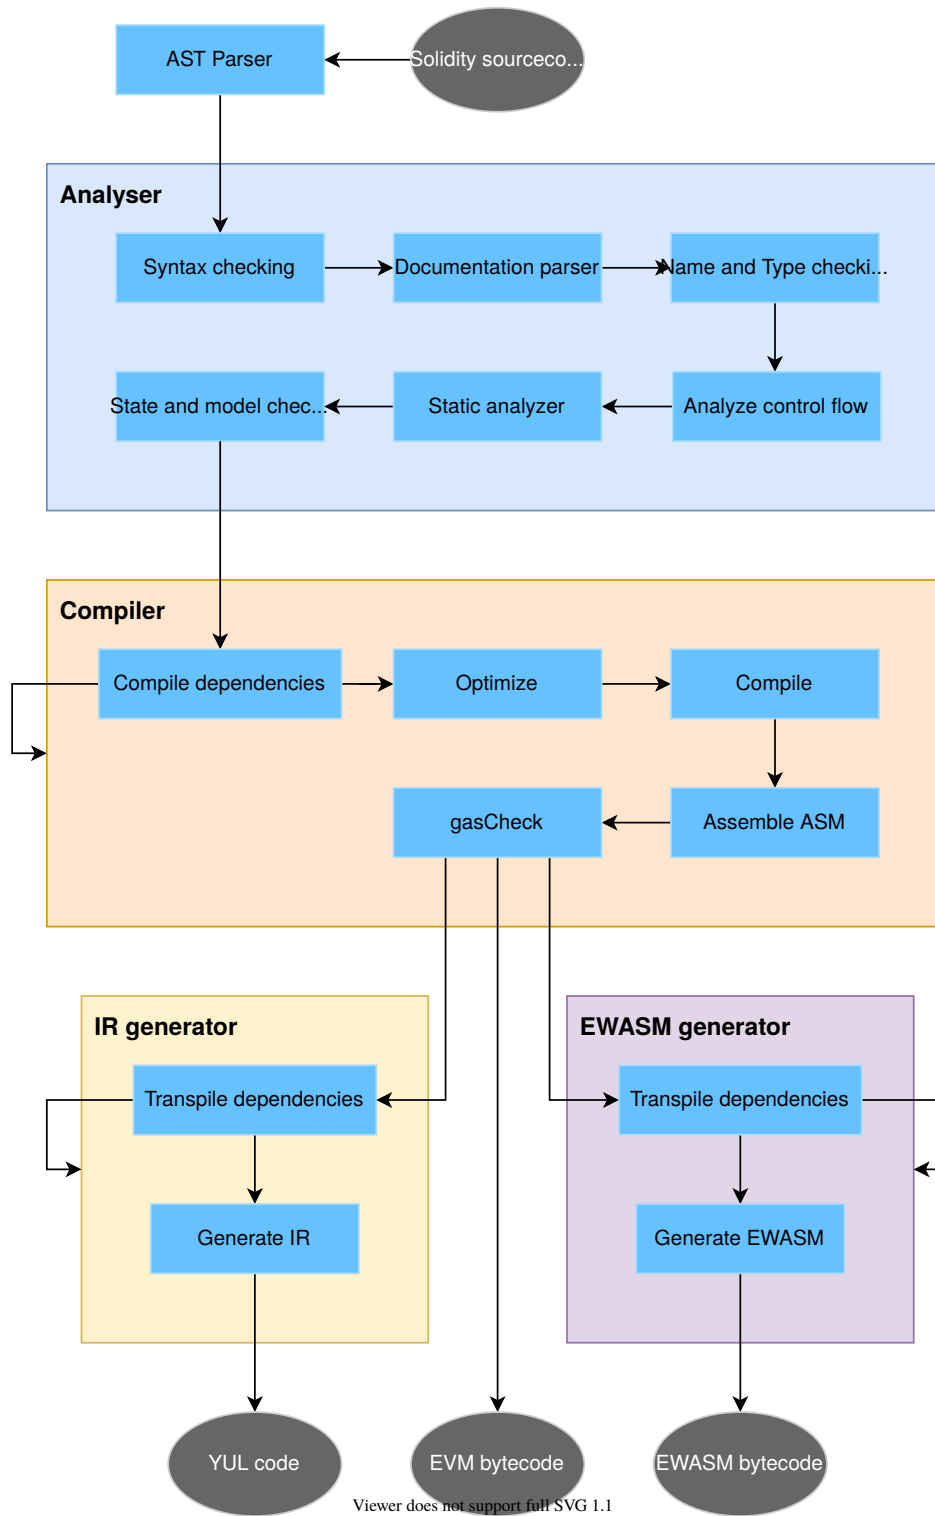 AST Parser
Solidity sourceco...
Analyser
Syntax checking
Documentation parser
Name and Type checki...
State and model chec...
Static analyzer
Analyze control flow
Compiler
Compile dependencies
Optimize
Compile
gasCheck
Assemble ASM
IR generator
EWASM generator
Transpile dependencies
Transpile dependencies
Generate IR
Generate EWASM
YUL code
EVM bytecode
EWASM bytecode
Viewer does not support full SVG 1.1